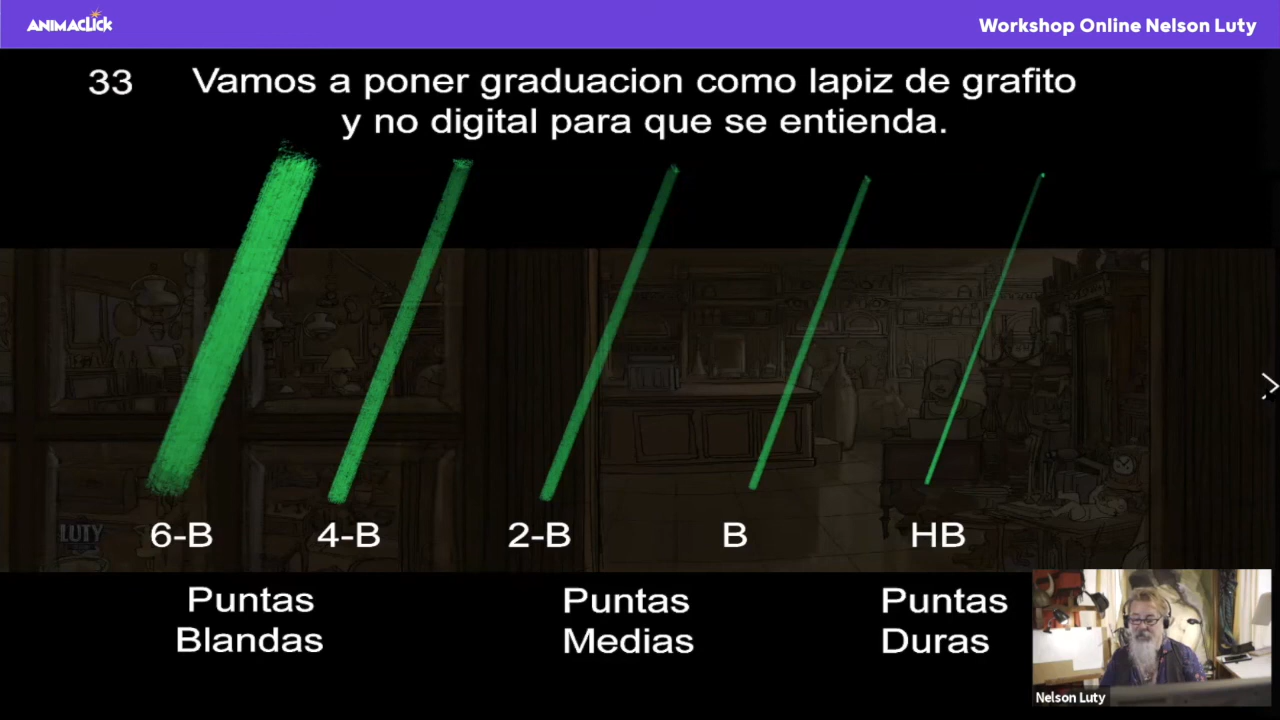 ANIMACLICK
Workshop Online Nelson Luty
33 Vamos a poner graduacion como lapiz de grafito
y no digital para que se entienda.
LUTY
6-B 4-B 2-B B HB
Puntas Puntas Puntas
Blandas Medias Duras
Nelson Luty